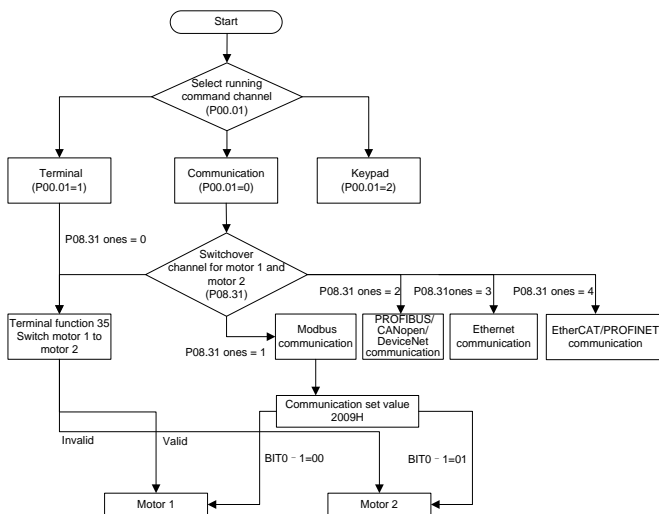 Start
Select running
command channel
(P00.01)
Terminal
(P00.01=1)
Communication
(P00.01=0)
Keypad
(P00.01=2)
P08.31 ones = 0
Switchover
channel for motor 1 and
motor 2
(P08.31)
P08.31 ones = 2
P08.31ones = 3
P08.31 ones = 4
Terminal function 35
Switch motor 1 to
motor 2
P08.31 ones = 1
Modbus
communication
PROFIBUS/
CANopen/
DeviceNet
communication
Ethernet
communication
EtherCAT/PROFINET
communication
Communication set value
2009H
Invalid
Valid
BIT0﹣1=00
BIT0﹣1=01
Motor 1
Motor 2